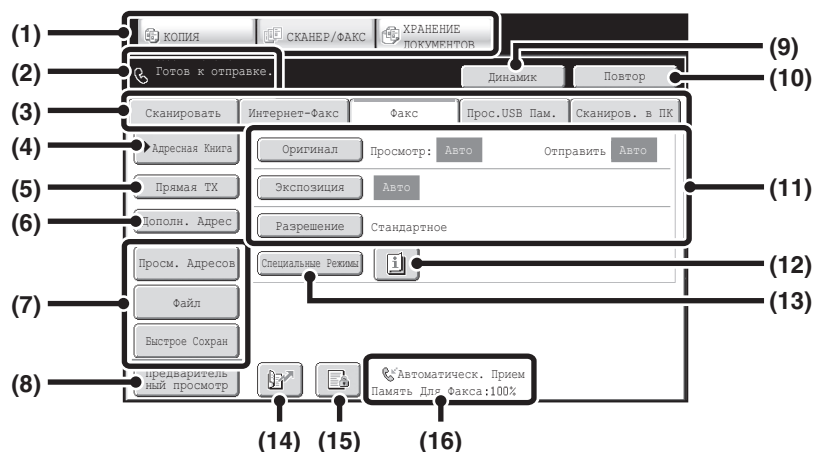 (1) КОПИЯ СКАНЕР/ФАКС ХРАНЕНИЕ
ДОКУМЕНТОВ
(9)
(2) Готов к отправке. Динамик Повтор (10)
(3) Сканировать Интернет-Факс Факс Прос.USB Пам. Сканиров. в ПК
(4) Адресная Книга Оригинал Просмотр: Авто Отправить Авто
(5) Прямая ТХ Экспозиция Авто (11)
(6) Дополн. Адрес Разрешение Стандартное
Просм. Адресов Специальные Режимы (12)
(7) Файл (13)
Быстрое Сохран
(8) Предваритель
ный просмотр
Автоматическ. Прием
Память Для Факса:100%
(14) (15) (16)